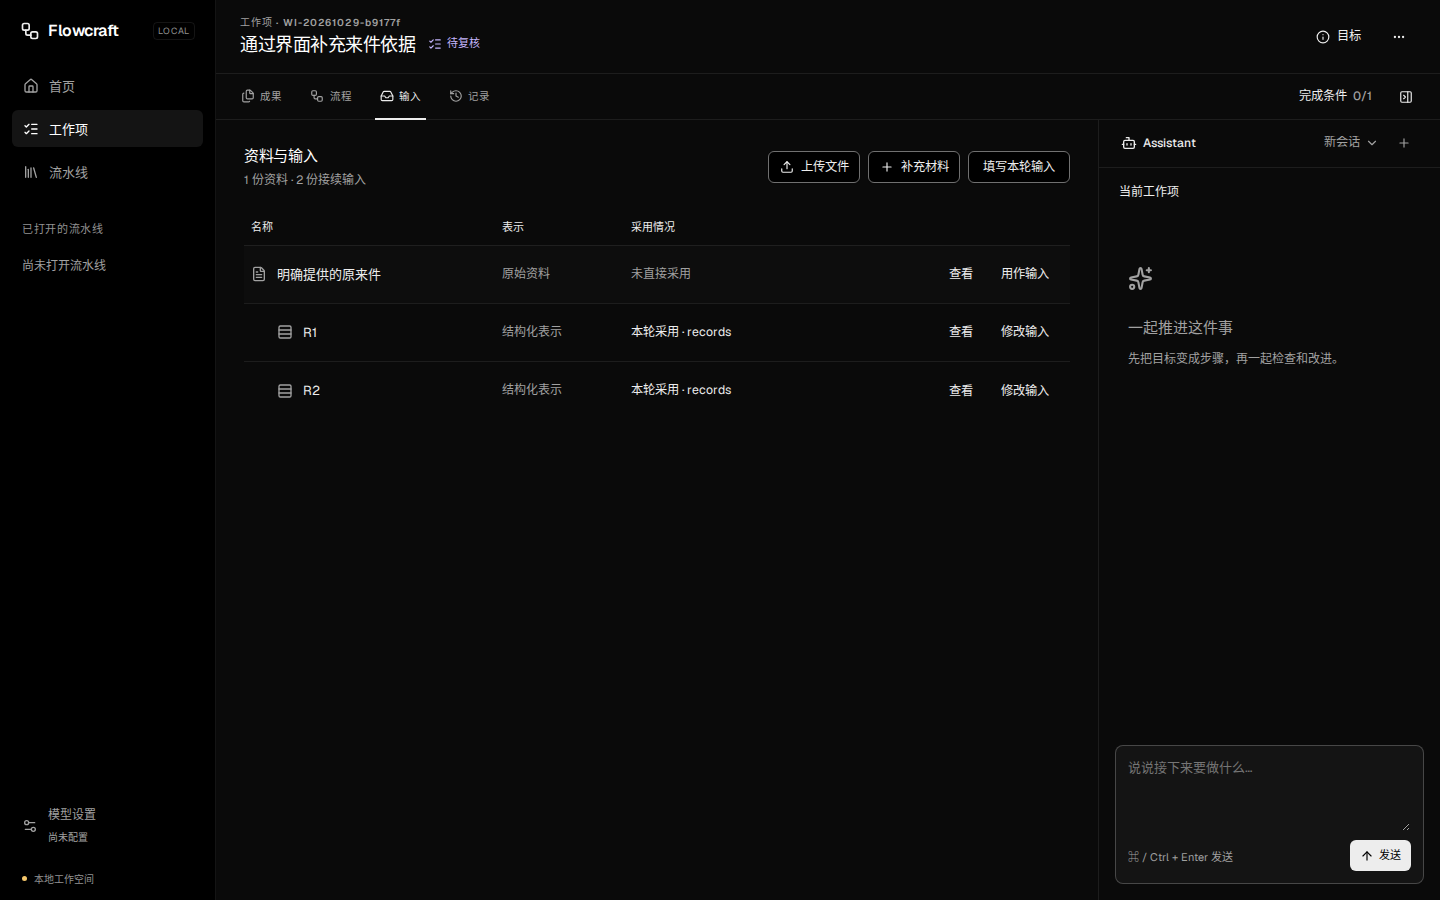 Flowcraft
LOCAL
首页
工作项
流水线
已打开的流水线
尚未打开流水线
模型设置
尚未配置
本地工作空间
工作项 · WI-20261029-b9177f
通过界面补充来件依据
待复核
目标
成果
流程
输入
记录
完成条件 0/1
资料与输入
1 份资料 · 2 份接续输入
上传文件
补充材料
填写本轮输入
名称 表示 采用情况
明确提供的原来件 原始资料 未直接采用 查看 用作输入
R1 结构化表示 本轮采用 · records 查看 修改输入
R2 结构化表示 本轮采用 · records 查看 修改输入
Assistant
新会话
当前工作项
一起推进这件事
先把目标变成步骤，再一起检查和改进。
说说接下来要做什么...
⌘ / Ctrl + Enter 发送
发送